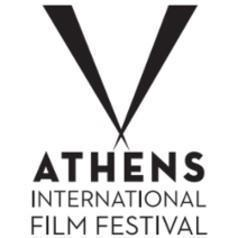 ATHENS
INTERNATIONAL
FILM FESTIVAL